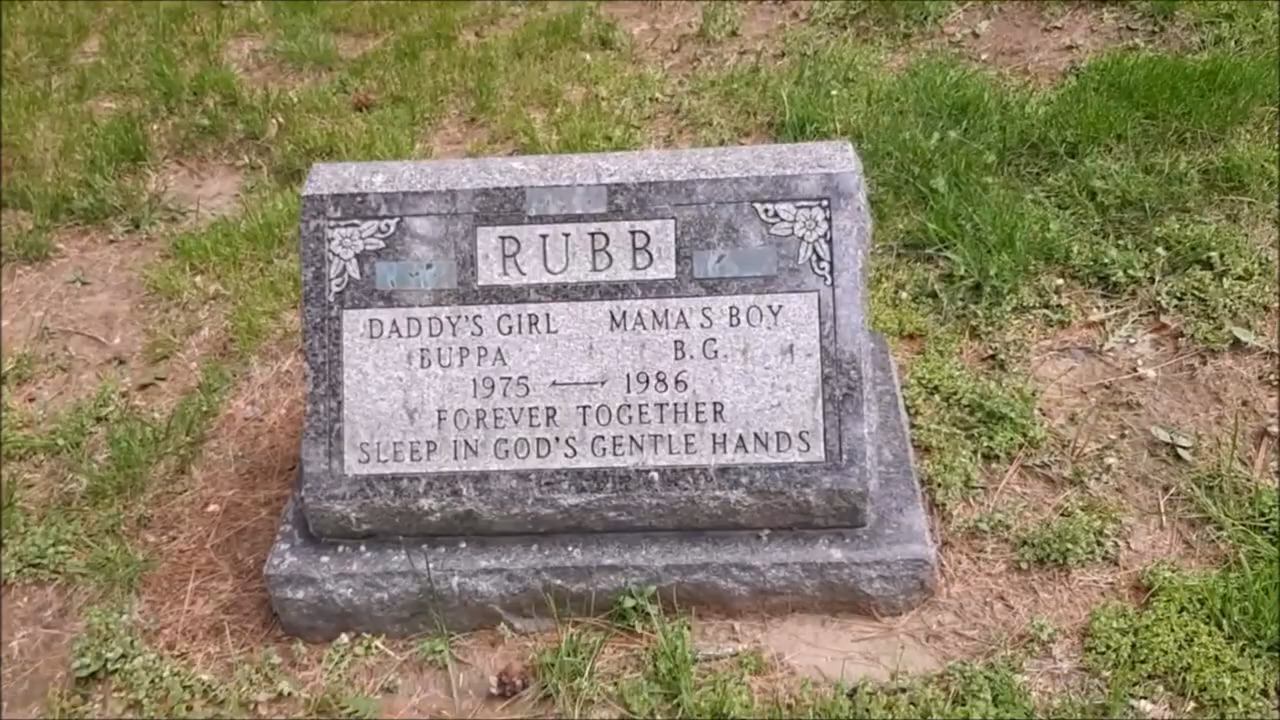 RUBB
DADDY'S GIRL MAMA'S BOY
BUPPA B.G.
1975 ⟵⟶ 1986
FOREVER TOGETHER
SLEEP IN GOD'S GENTLE HANDS